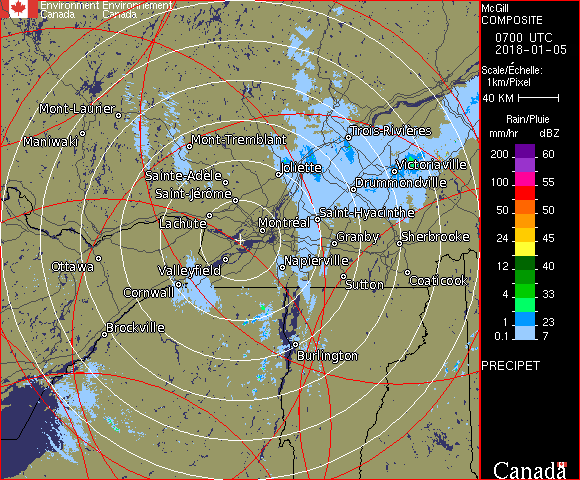 Environment Environnement
Canada Canada
McGill
COMPOSITE
0700 UTC
2018-01-05
Scale/Échelle:
1km/Pixel
40 KM
Rain/Pluie
mm/hr dBZ
200 60
100 55
50 50
24 45
12 40
4 33
1 23
0.1 7
PRECIPET
Canada
Mont-Laurier
Maniwaki
Mont-Tremblant
Trois-Rivières
Joliette
Victoriaville
Sainte-Adèle
Drummondville
Saint-Jérôme
Saint-Hyacinthe
Lachute
Montréal
Granby
Sherbrooke
Ottawa
Valleyfield
Napierville
Cornwall
Sutton
Coaticook
Brockville
Burlington